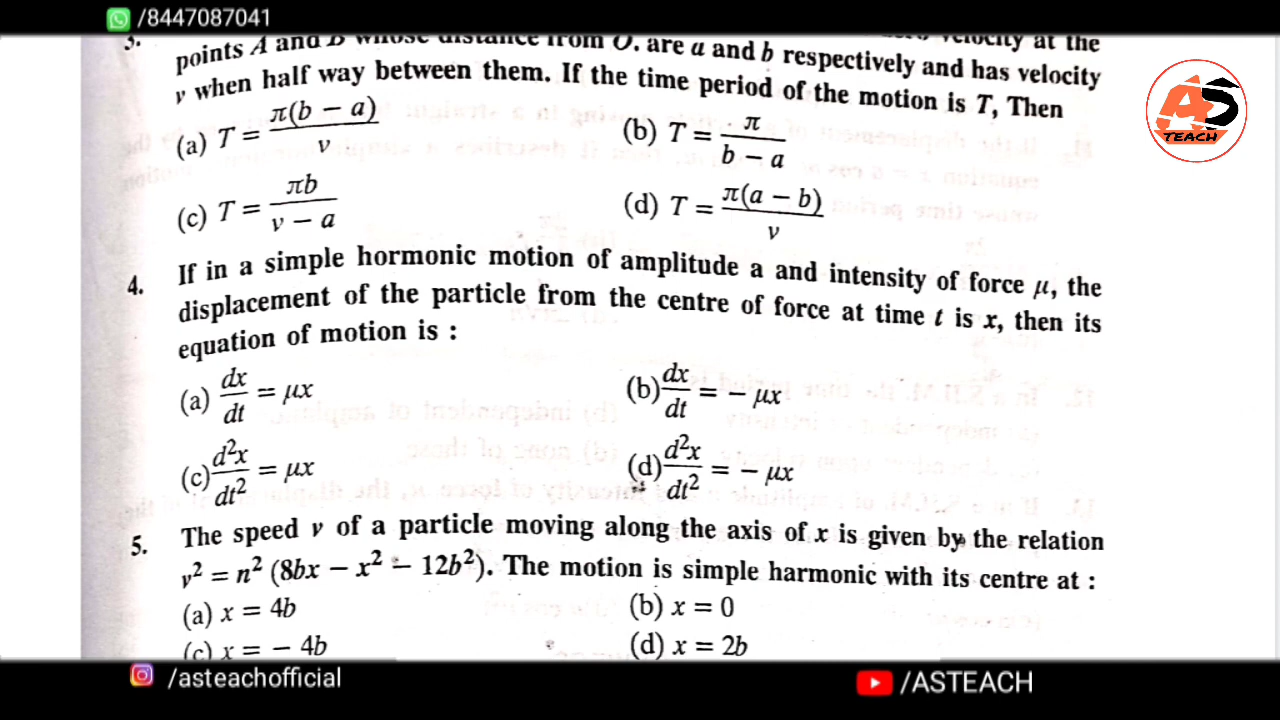 /8447087041
3. velocity at the
points A and B whose distance from O. are a and b respectively and has velocity
v when half way between them. If the time period of the motion is T, Then
(a) T = π(b − a) / v (b) T = π / b − a
(c) T = πb / v − a (d) T = π(a − b) / v
AS
TEACH
4. If in a simple hormonic motion of amplitude a and intensity of force μ, the
displacement of the particle from the centre of force at time t is x, then its
equation of motion is :
(a) dx/dt = μx (b) dx/dt = − μx
(c) d²x/dt² = μx (d) d²x/dt² = − μx
5. The speed v of a particle moving along the axis of x is given by the relation
v² = n² (8bx − x² − 12b²). The motion is simple harmonic with its centre at :
(a) x = 4b (b) x = 0
(c) x = − 4b (d) x = 2b
/asteachofficial /ASTEACH